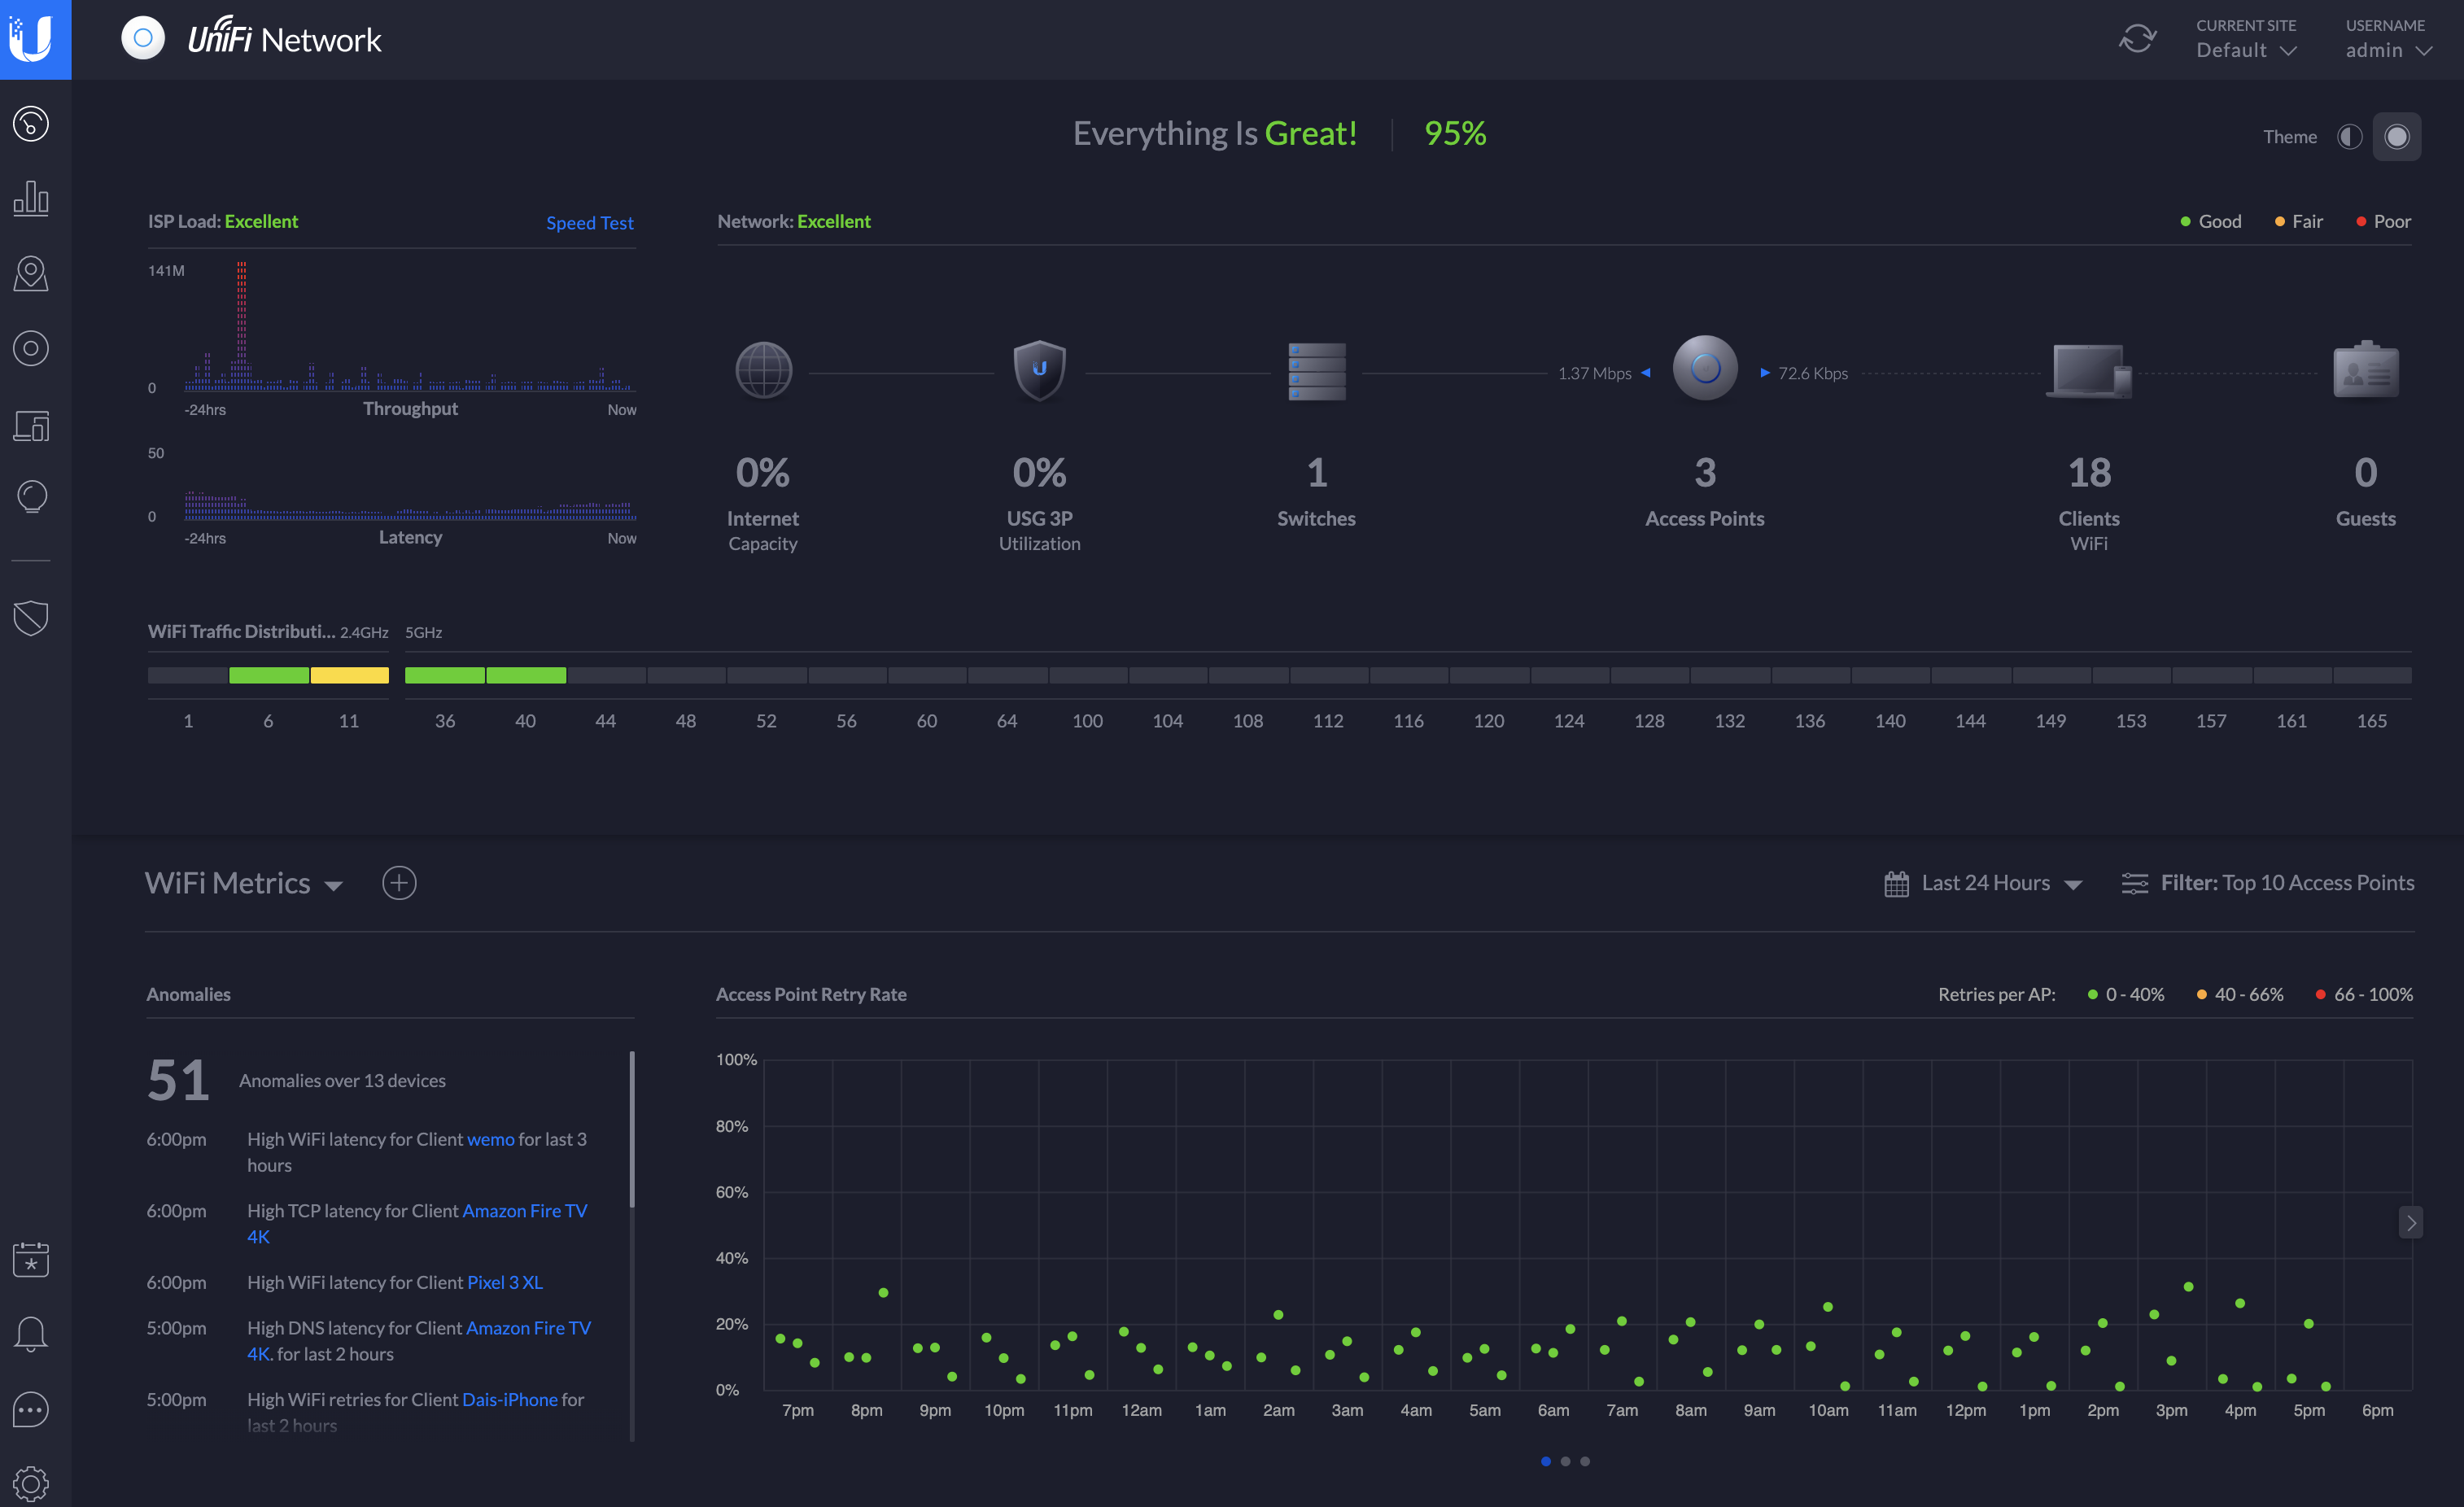 UniFi Network
CURRENT SITE
Default
USERNAME
admin
Everything Is Great! 95%
Theme
ISP Load: Excellent
Speed Test
141M
0
-24hrs Throughput Now
50
0
-24hrs Latency Now
Network: Excellent
Good Fair Poor
1.37 Mbps 72.6 Kbps
0% 0% 1 3 18 0
Internet USG 3P Switches Access Points Clients Guests
Capacity Utilization WiFi
WiFi Traffic Distributi... 2.4GHz 5GHz
1 6 11 36 40 44 48 52 56 60 64 100 104 108 112 116 120 124 128 132 136 140 144 149 153 157 161 165
WiFi Metrics
Last 24 Hours
Filter: Top 10 Access Points
Anomalies
51 Anomalies over 13 devices
6:00pm High WiFi latency for Client wemo for last 3
hours
6:00pm High TCP latency for Client Amazon Fire TV
4K
6:00pm High WiFi latency for Client Pixel 3 XL
5:00pm High DNS latency for Client Amazon Fire TV
4K. for last 2 hours
5:00pm High WiFi retries for Client Dais-iPhone for
last 2 hours
Access Point Retry Rate
Retries per AP: 0 - 40% 40 - 66% 66 - 100%
100%
80%
60%
40%
20%
0%
7pm 8pm 9pm 10pm 11pm 12am 1am 2am 3am 4am 5am 6am 7am 8am 9am 10am 11am 12pm 1pm 2pm 3pm 4pm 5pm 6pm